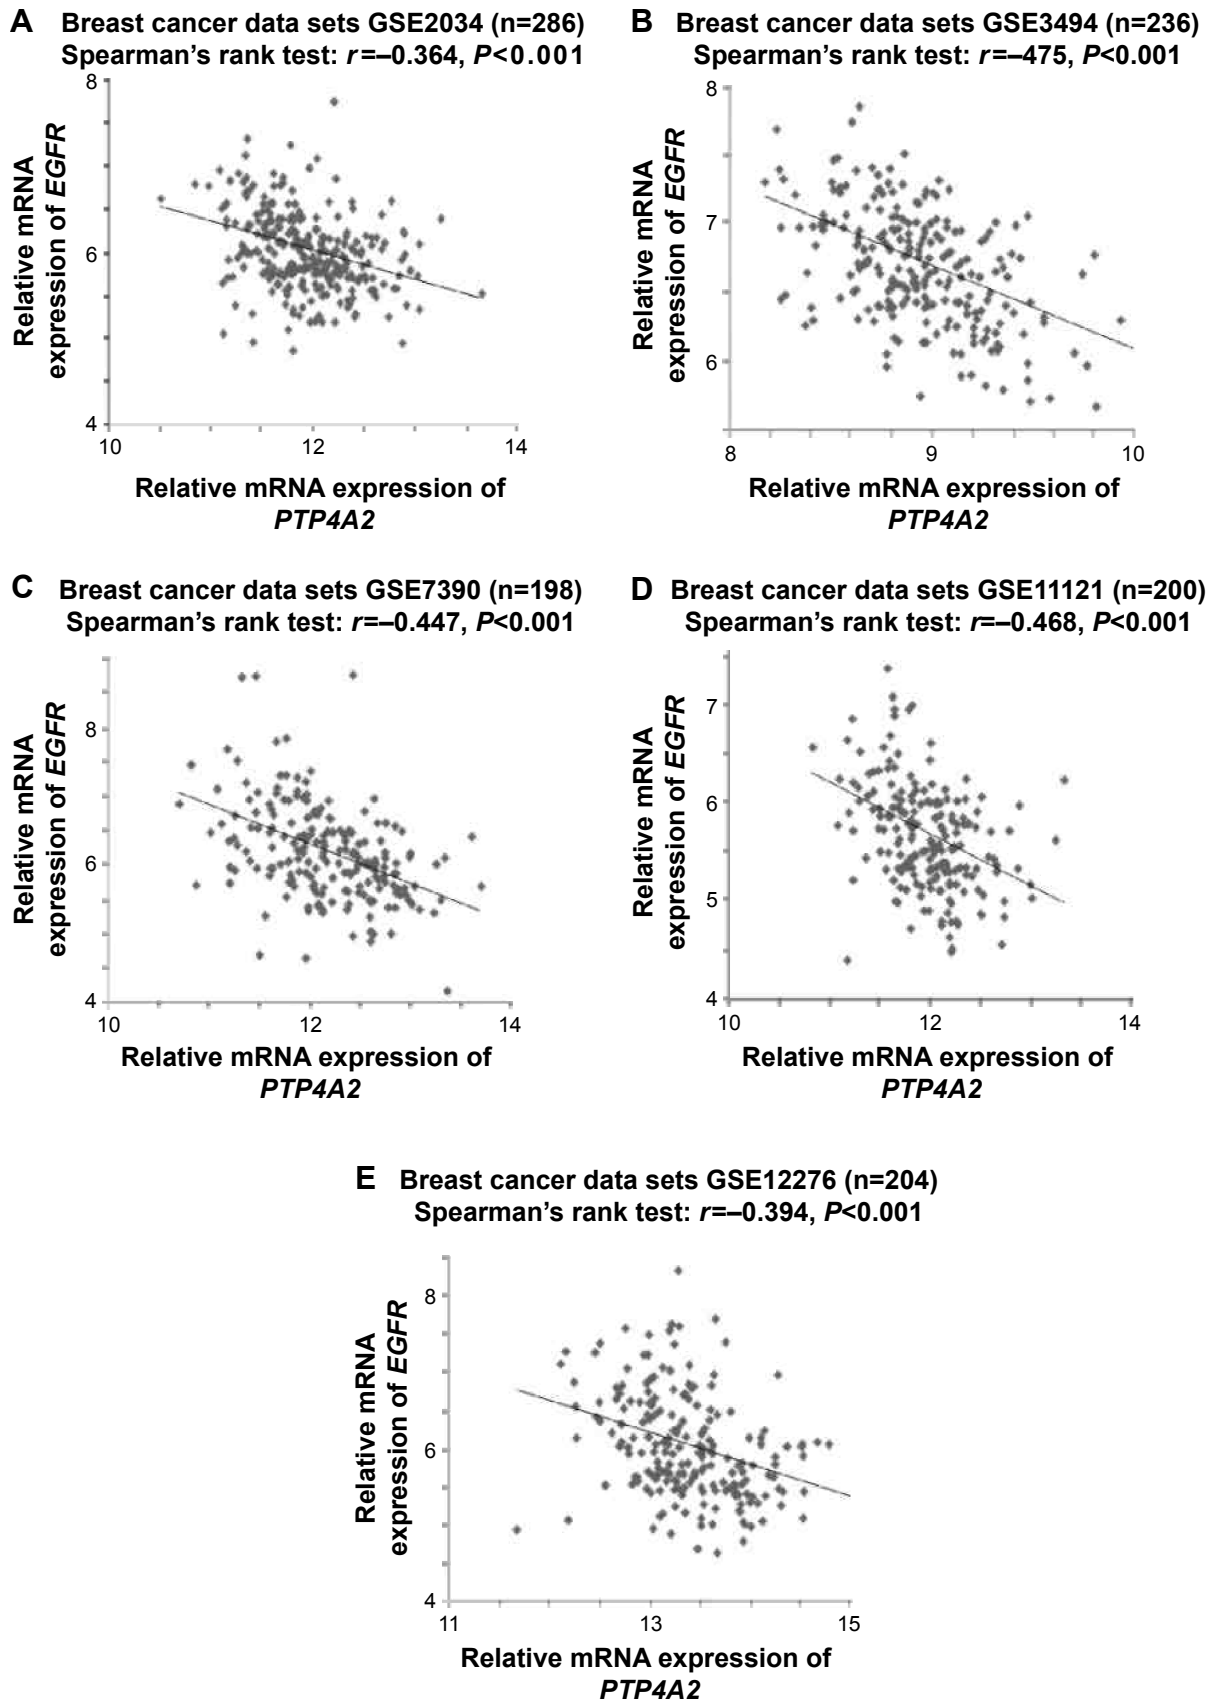 A Breast cancer data sets GSE2034 (n=286)
Spearman's rank test: r=–0.364, P<0.001
Relative mRNA
expression of EGFR
8
6
4
10 12 14
Relative mRNA expression of
PTP4A2
B Breast cancer data sets GSE3494 (n=236)
Spearman's rank test: r=–475, P<0.001
Relative mRNA
expression of EGFR
8
7
6
8 9 10
Relative mRNA expression of
PTP4A2
C Breast cancer data sets GSE7390 (n=198)
Spearman's rank test: r=–0.447, P<0.001
Relative mRNA
expression of EGFR
8
6
4
10 12 14
Relative mRNA expression of
PTP4A2
D Breast cancer data sets GSE11121 (n=200)
Spearman's rank test: r=–0.468, P<0.001
Relative mRNA
expression of EGFR
7
6
5
4
10 12 14
Relative mRNA expression of
PTP4A2
E Breast cancer data sets GSE12276 (n=204)
Spearman's rank test: r=–0.394, P<0.001
Relative mRNA
expression of EGFR
8
6
4
11 13 15
Relative mRNA expression of
PTP4A2